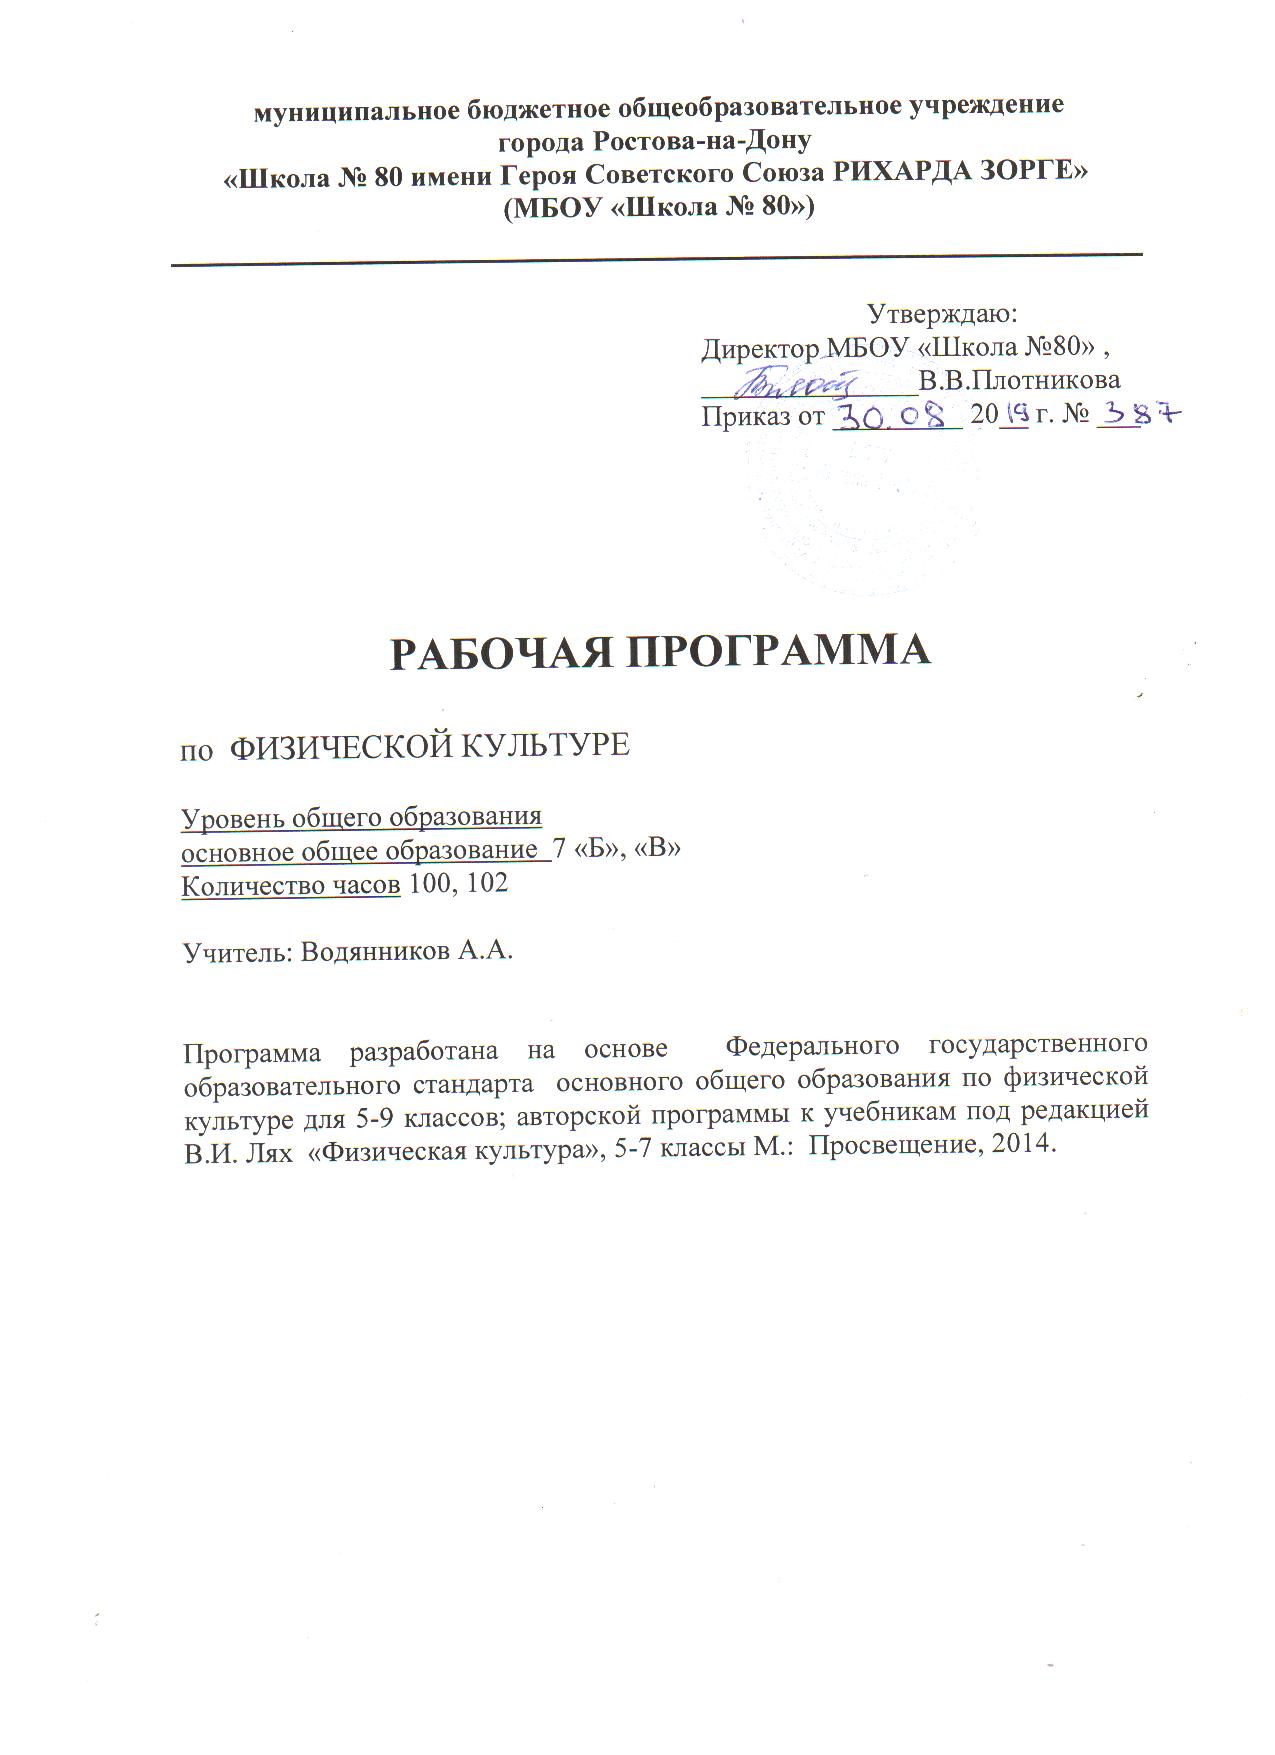 муниципальное бюджетное общеобразовательное учреждение
города Ростова-на-Дону
«Школа № 80 имени Героя Советского Союза РИХАРДА ЗОРГЕ»
(МБОУ «Школа № 80»)
Утверждаю:
Директор МБОУ «Школа №80» ,
_______________В.В.Плотникова
Приказ от 30.08 2019 г. № 387
РАБОЧАЯ ПРОГРАММА
по ФИЗИЧЕСКОЙ КУЛЬТУРЕ
Уровень общего образования
основное общее образование 7 «Б», «В»
Количество часов 100, 102
Учитель: Водянников А.А.
Программа разработана на основе Федерального государственного
образовательного стандарта основного общего образования по физической
культуре для 5-9 классов; авторской программы к учебникам под редакцией
В.И. Лях «Физическая культура», 5-7 классы М.: Просвещение, 2014.